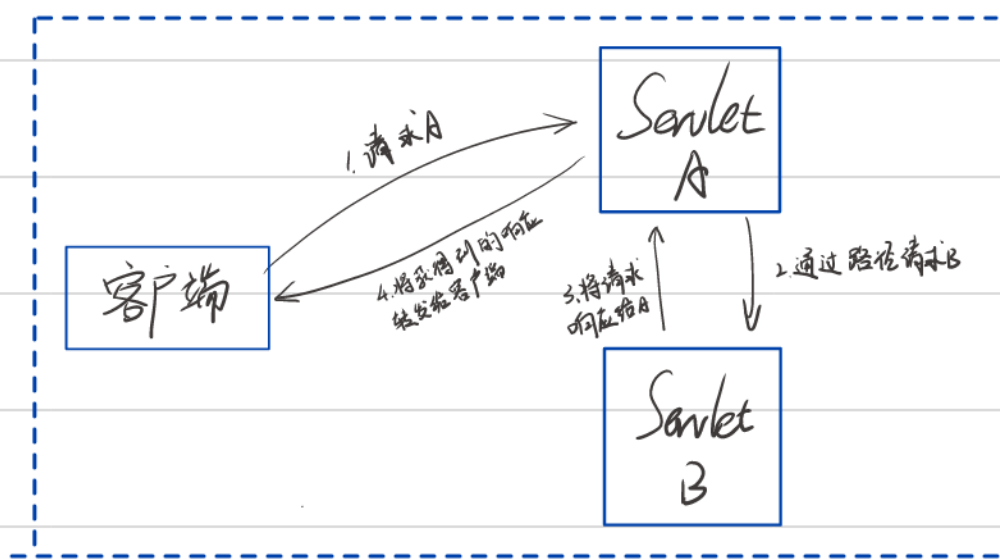 1.请求A
Servlet
A
客户端
4.将获得到的响应
转发给客户端
3.将请求
响应给A
2.通过路径请求B
Servlet
B